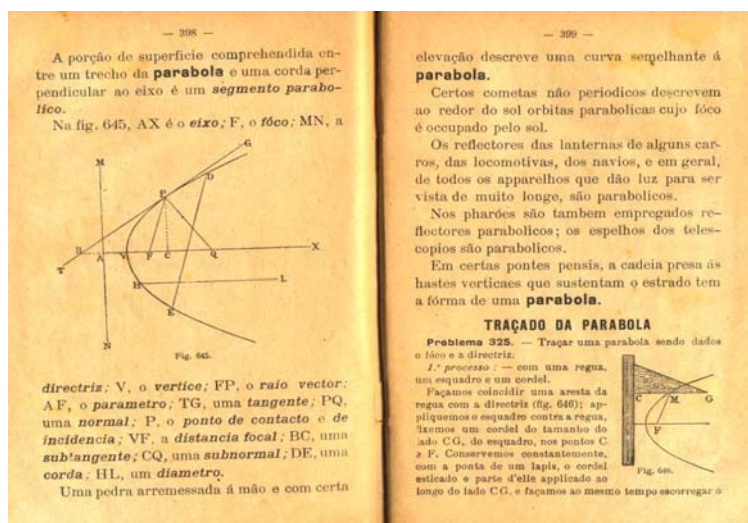 — 398 —
A porção de superficie comprehendida en-
tre um trecho da parabola e uma corda per-
pendicular ao eixo é um segmento parabo-
lico.
Na fig. 645, AX é o eixo; F, o fóco; MN, a
M
G
D
P
B
A
V
F
C
Q
X
T
H
L
E
N
Fig. 645.
directriz; V, o vertice; FP, o raio vector;
AF, o parametro; TG, uma tangente; PQ,
uma normal; P, o ponto de contacto e de
incidencia; VF, a distancia focal; BC, uma
subtangente; CQ, uma subnormal; DE, uma
corda; HL, um diametro.
Uma pedra arremessada á mão e com certa
— 399 —
elevação descreve uma curva semelhante á
parabola.
Certos cometas não periodicos descrevem
ao redor do sol orbitas parabolicas cujo fóco
é occupado pelo sol.
Os reflectores das lanternas de alguns car-
ros, das locomotivas, dos navios, e em geral,
de todos os apparelhos que dão luz para ser
vista de muito longe, são parabolicos.
Nos pharóes são tambem empregados re-
flectores parabolicos; os espelhos dos teles-
copios são parabolicos.
Em certas pontes pensis, a cadeia presa ás
hastes verticaes que sustentam o estrado tem
a fórma de uma parabola.
TRAÇADO DA PARABOLA
Problema 325. — Traçar uma parabola sendo dados
o fóco e a directriz.
1.º processo: — com uma regua,
um esquadro e um cordel.
Façamos coincidir uma aresta da
regua com a directriz (fig. 646); ap-
pliquemos o esquadro contra a regua,
fixemos um cordel do tamanho do
lado CG, do esquadro, nos pontos C
e F. Conservemos constantemente,
com a ponta de um lapis, o cordel
esticado e parte d'elle applicado ao
longo do lado CG, e façamos ao mesmo tempo escorregar o
C
M
G
F
Fig. 646.